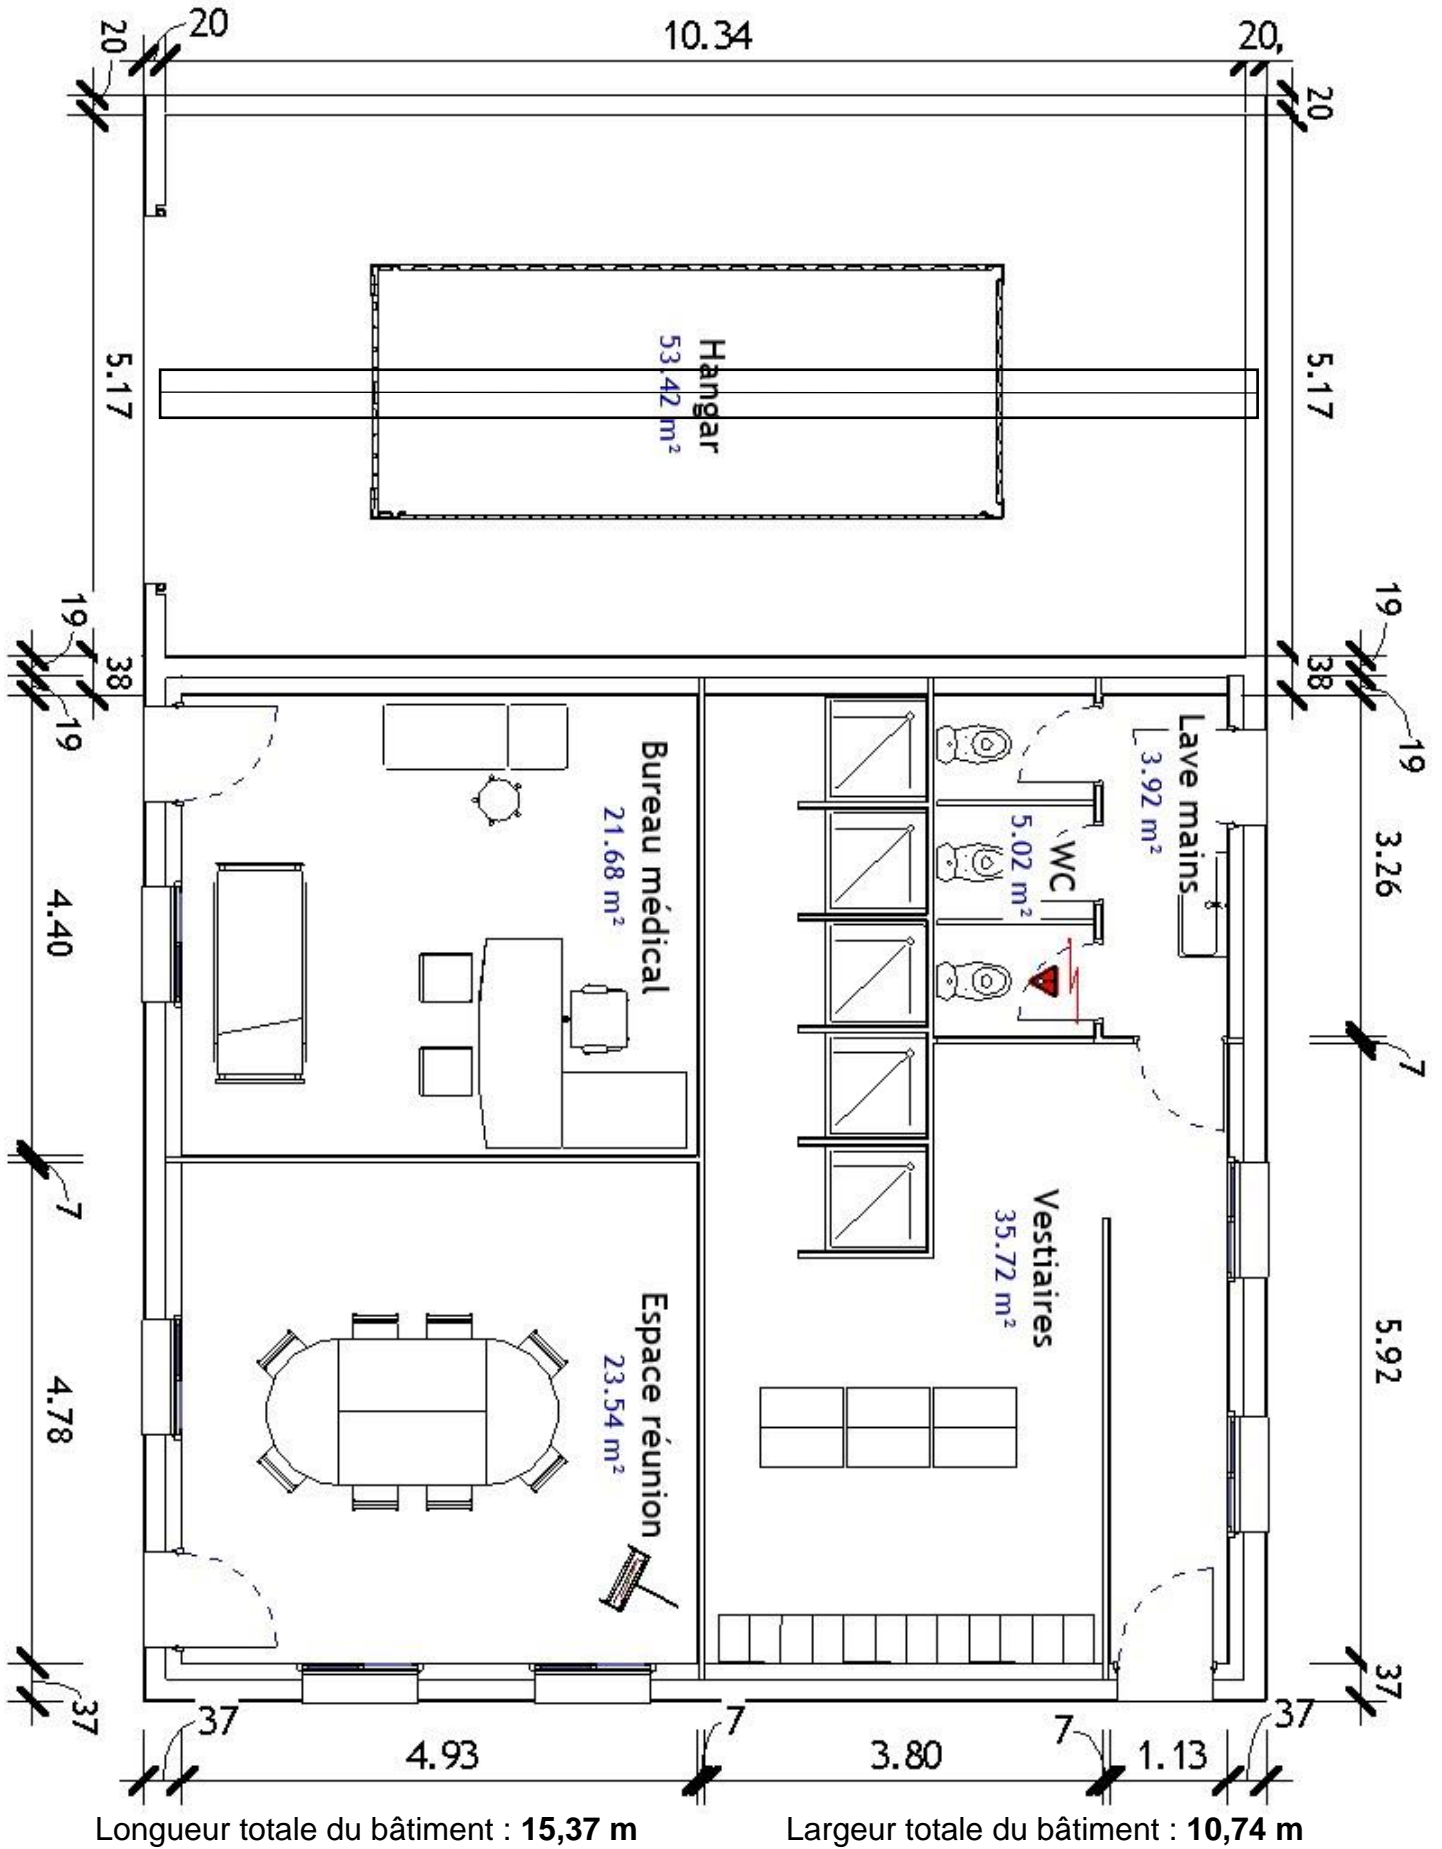 20
10.34
20,
20
20
Hangar
53.42 m²
5.17
5.17
19
38
19
19
38
19
Bureau médical
21.68 m²
WC
5.02 m²
Lave mains
3.92 m²
4.40
3.26
7
7
Vestiaires
35.72 m²
Espace réunion
23.54 m²
4.78
5.92
37
37
37
4.93
7
3.80
7
1.13
37
Longueur totale du bâtiment : 15,37 m
Largeur totale du bâtiment : 10,74 m